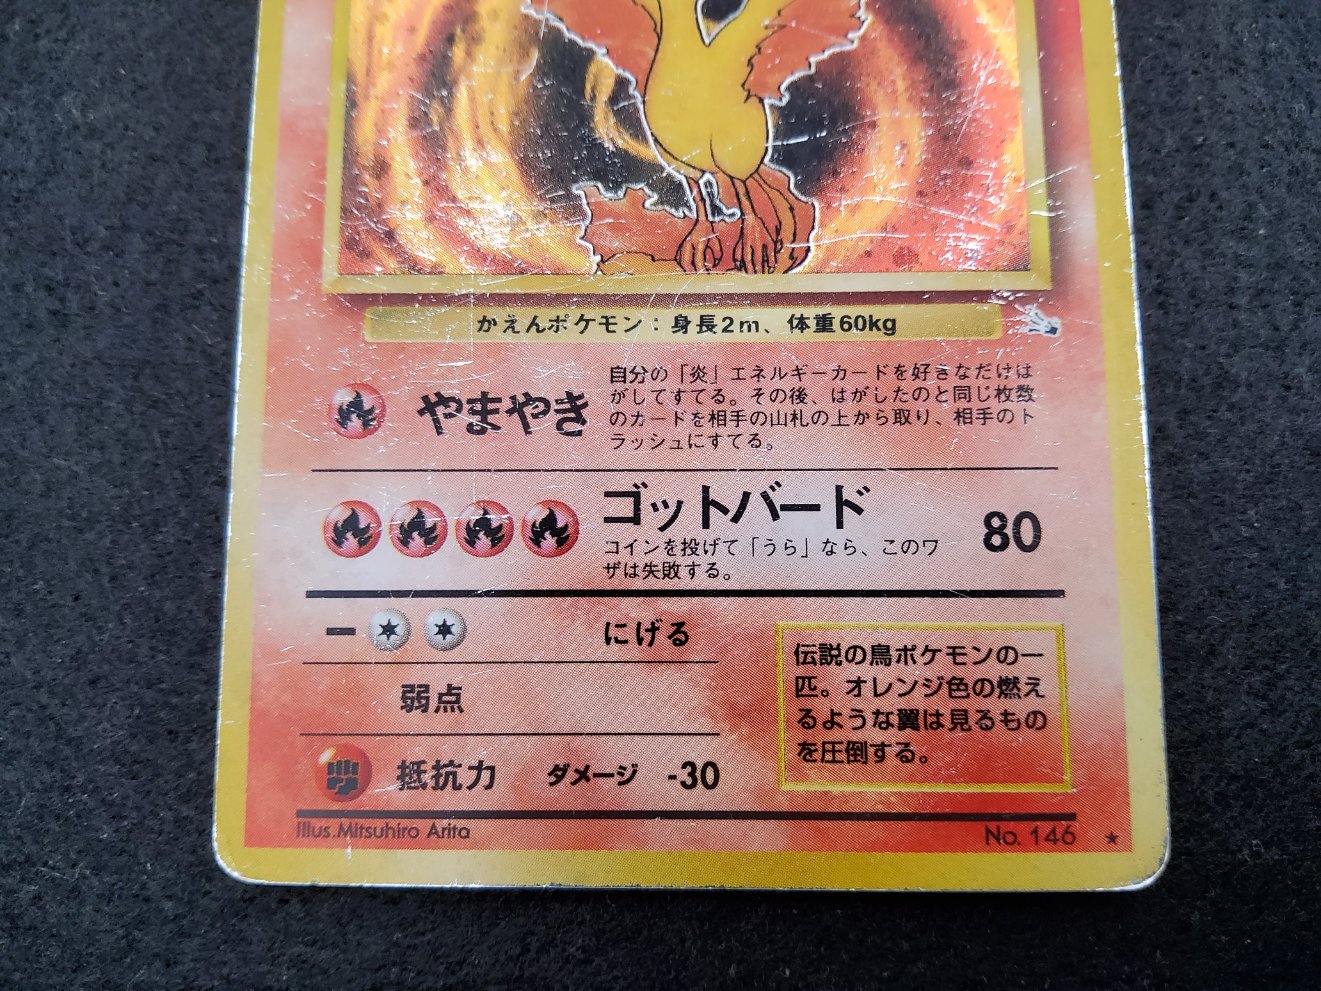 かえんポケモン：身長2m、体重60kg
やまやき
自分の「炎」エネルギーカードを好きなだけは
がしてすてる。その後、はがしたのと同じ枚数
のカードを相手の山札の上から取り、相手のト
ラッシュにすてる。
ゴットバード
80
コインを投げて「うら」なら、このワ
ザは失敗する。
ー
にげる
弱点
抵抗力 ダメージ -30
伝説の鳥ポケモンの一
匹。オレンジ色の燃え
るような翼は見るもの
を圧倒する。
Illus.Mitsuhiro Arita
No. 146 ★